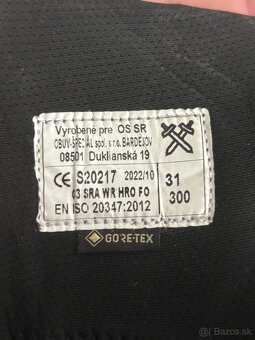 Vyrobené pre OS SR
OBUV-ŠPECIÁL spol. s r.o. BARDEJOV
08501 Duklianská 19
CE S20217 2022/10 31
03 SRA WR HRO FO 300
EN ISO 20347:2012
GORE-TEX
bazos.sk